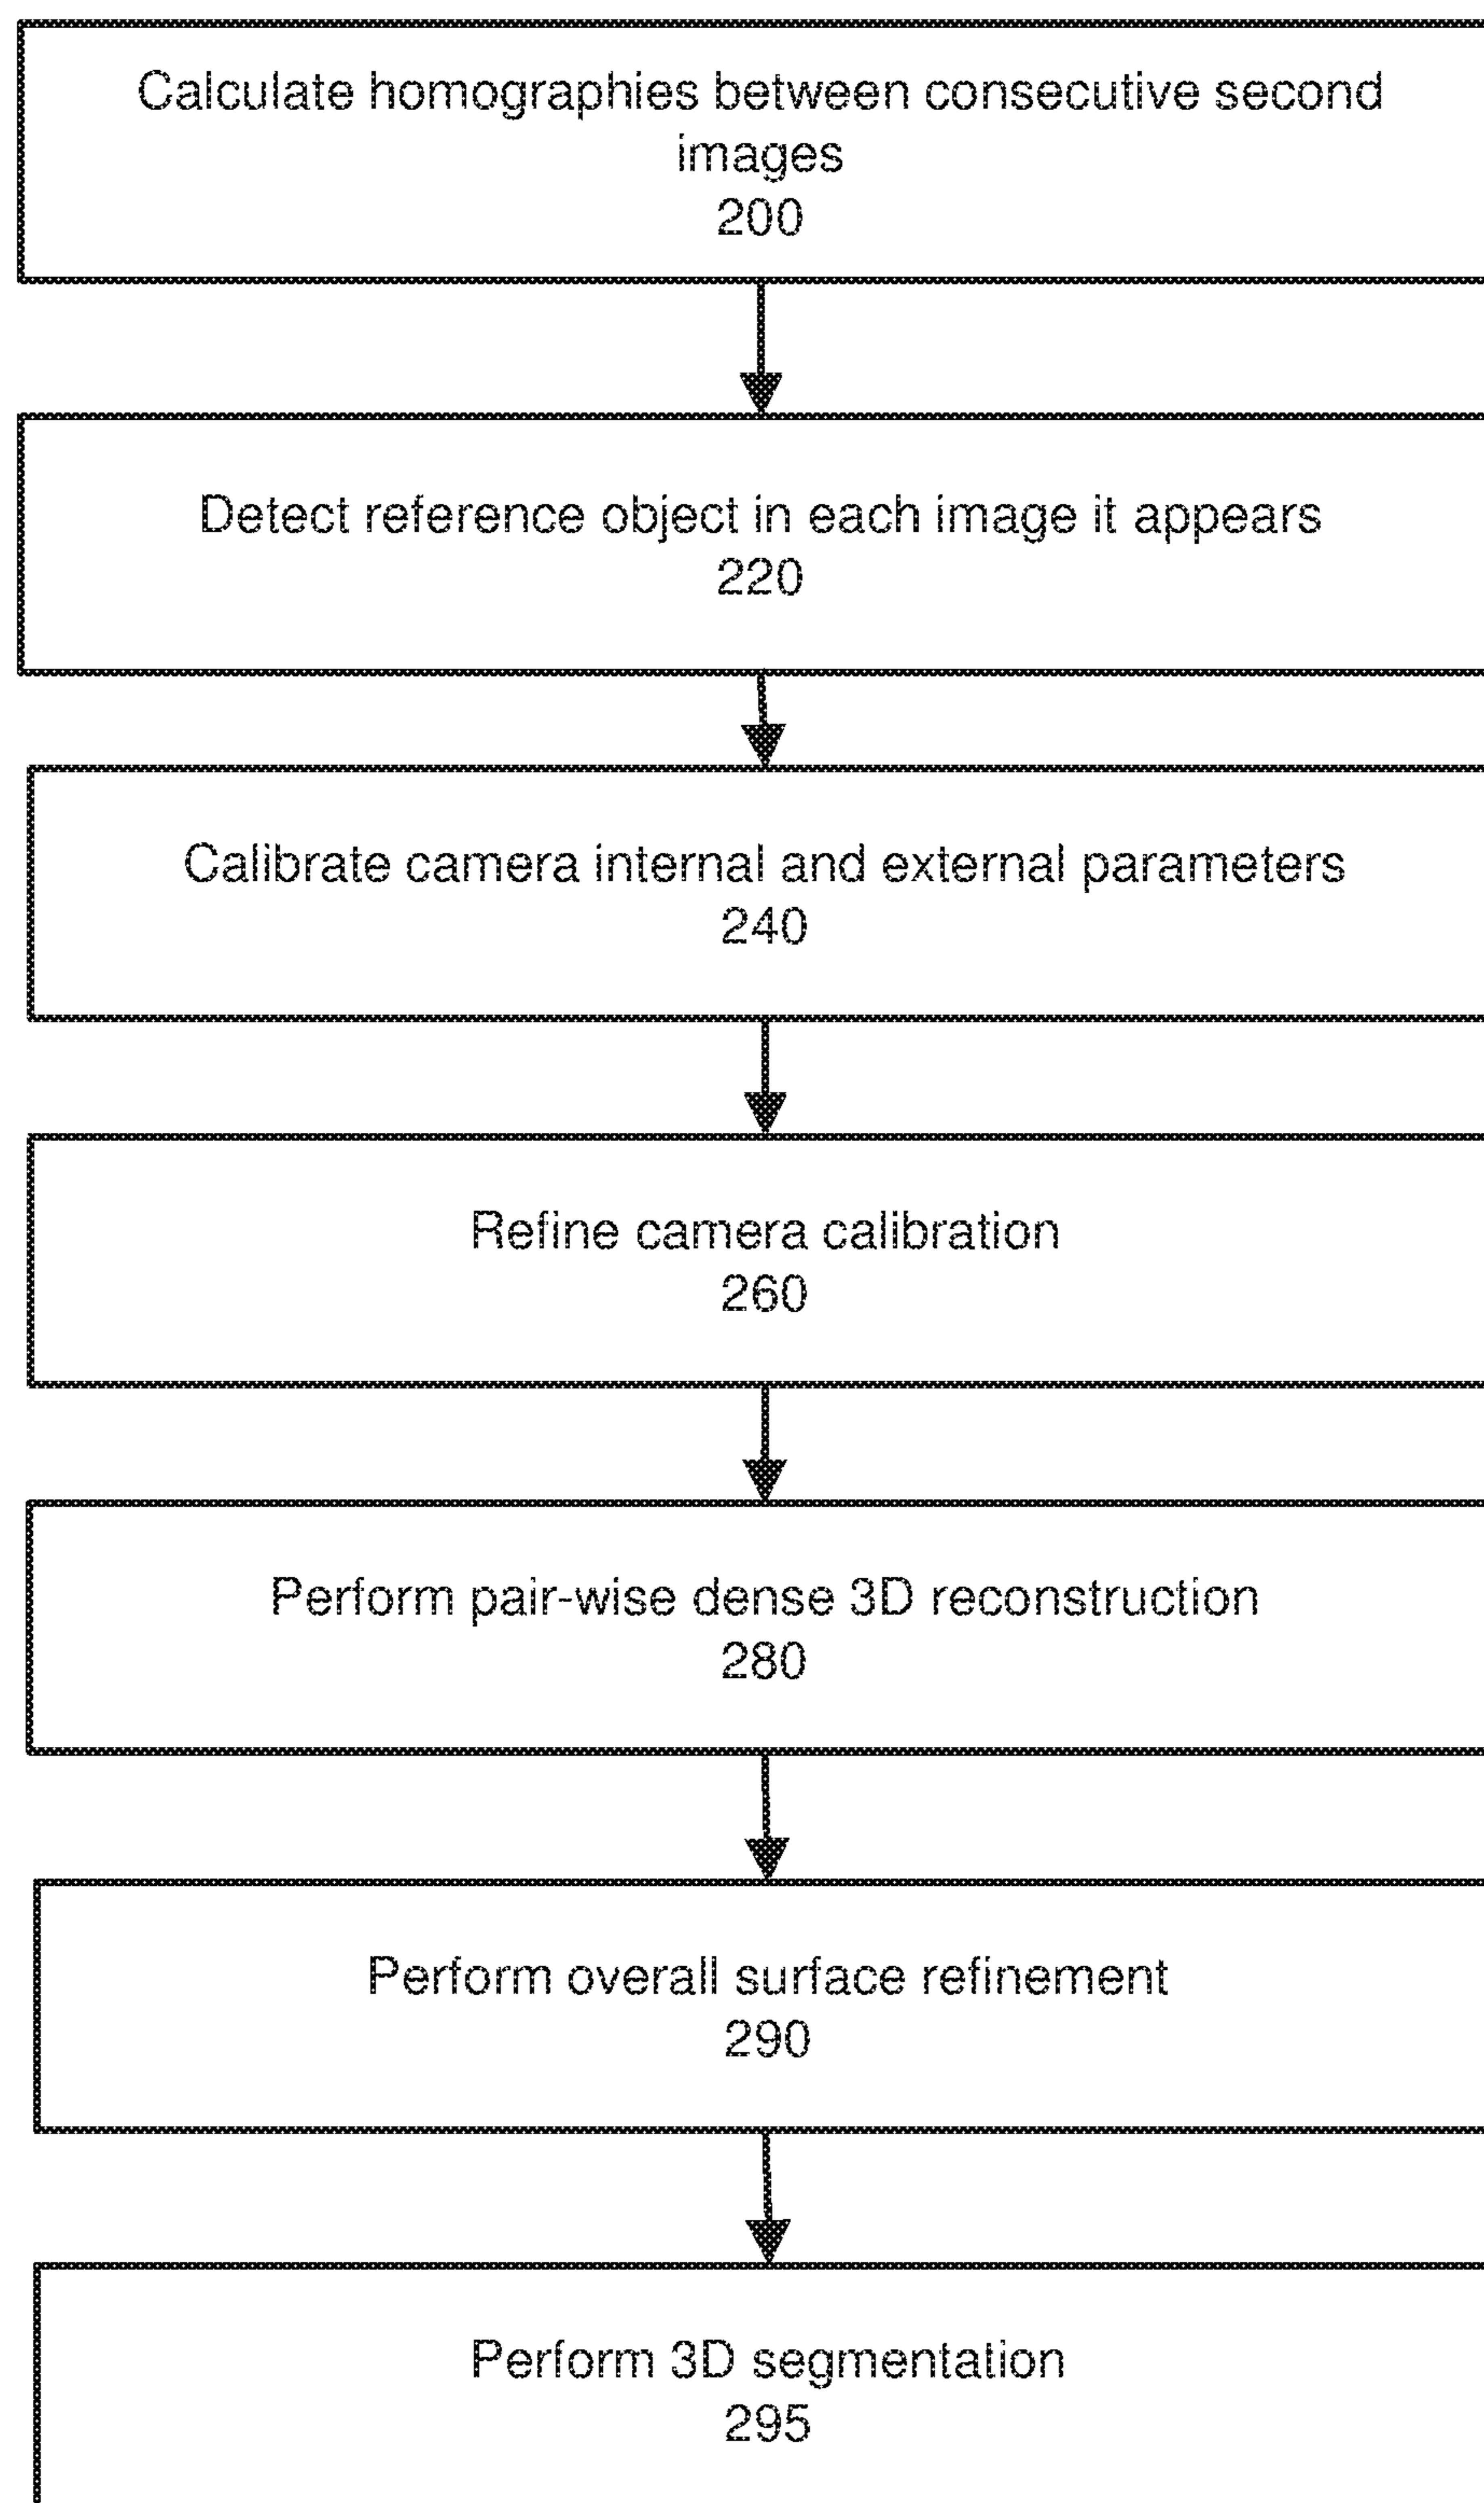 Calculate homographies between consecutive second
images
200
Detect reference object in each image it appears
220
Calibrate camera internal and external parameters
240
Refine camera calibration
260
Perform pair-wise dense 3D reconstruction
280
Perform overall surface refinement
290
Perform 3D segmentation
295